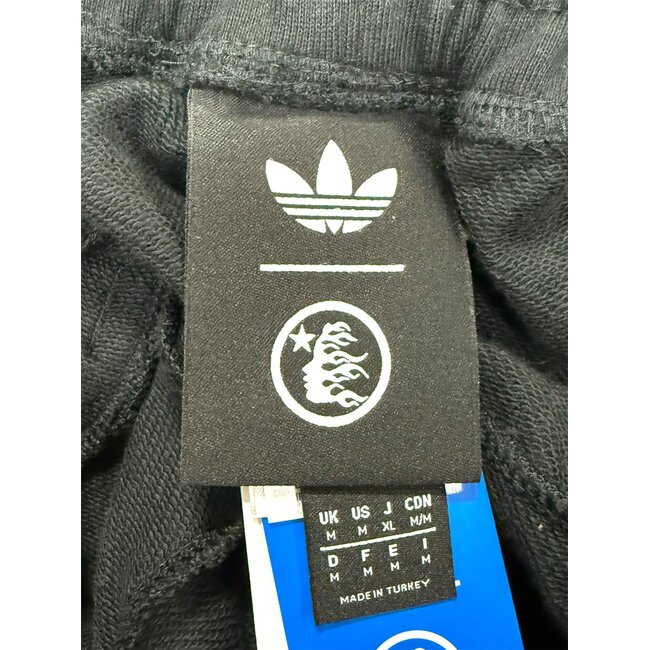 UK US J CDN
M M XL M/M
D F E I
M M M M
MADE IN TURKEY